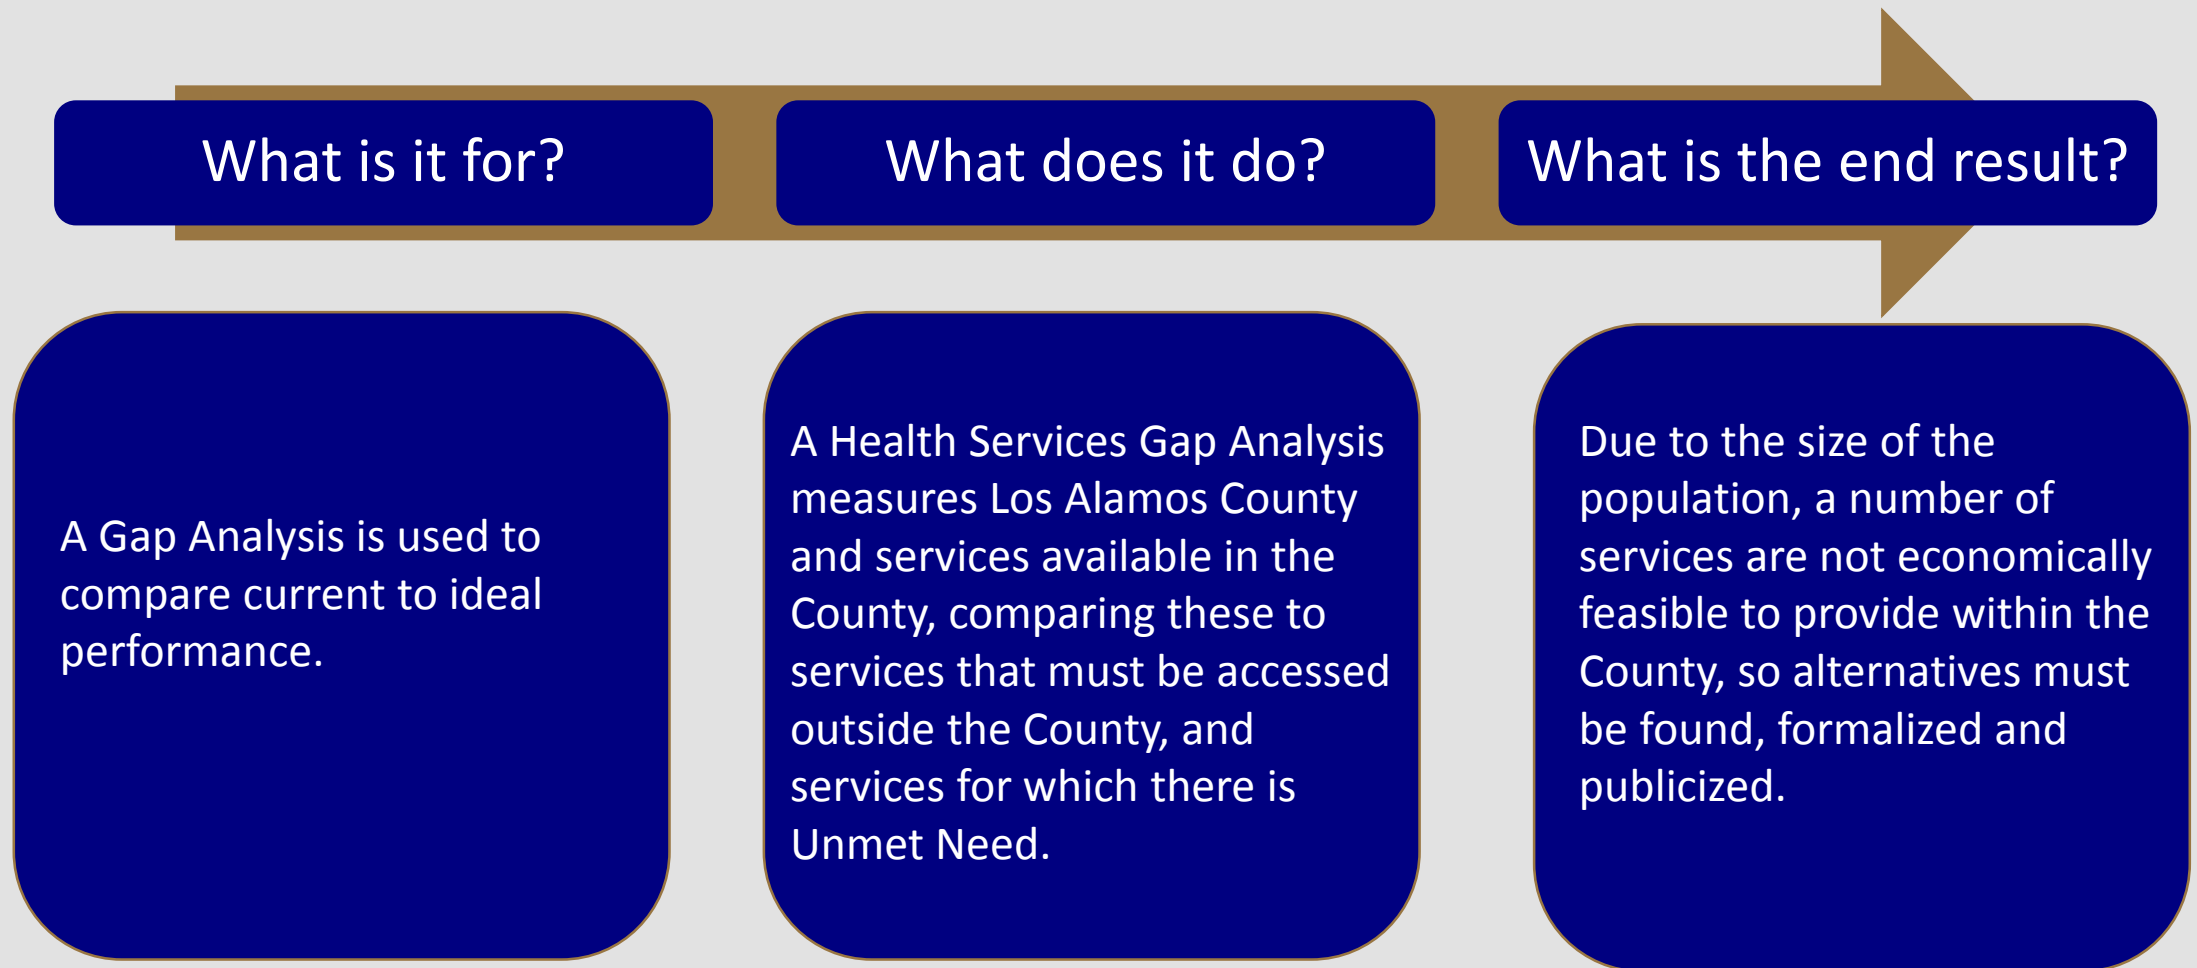 What is it for?
What does it do?
What is the end result?
A Gap Analysis is used to
compare current to ideal
performance.
A Health Services Gap Analysis
measures Los Alamos County
and services available in the
County, comparing these to
services that must be accessed
outside the County, and
services for which there is
Unmet Need.
Due to the size of the
population, a number of
services are not economically
feasible to provide within the
County, so alternatives must
be found, formalized and
publicized.